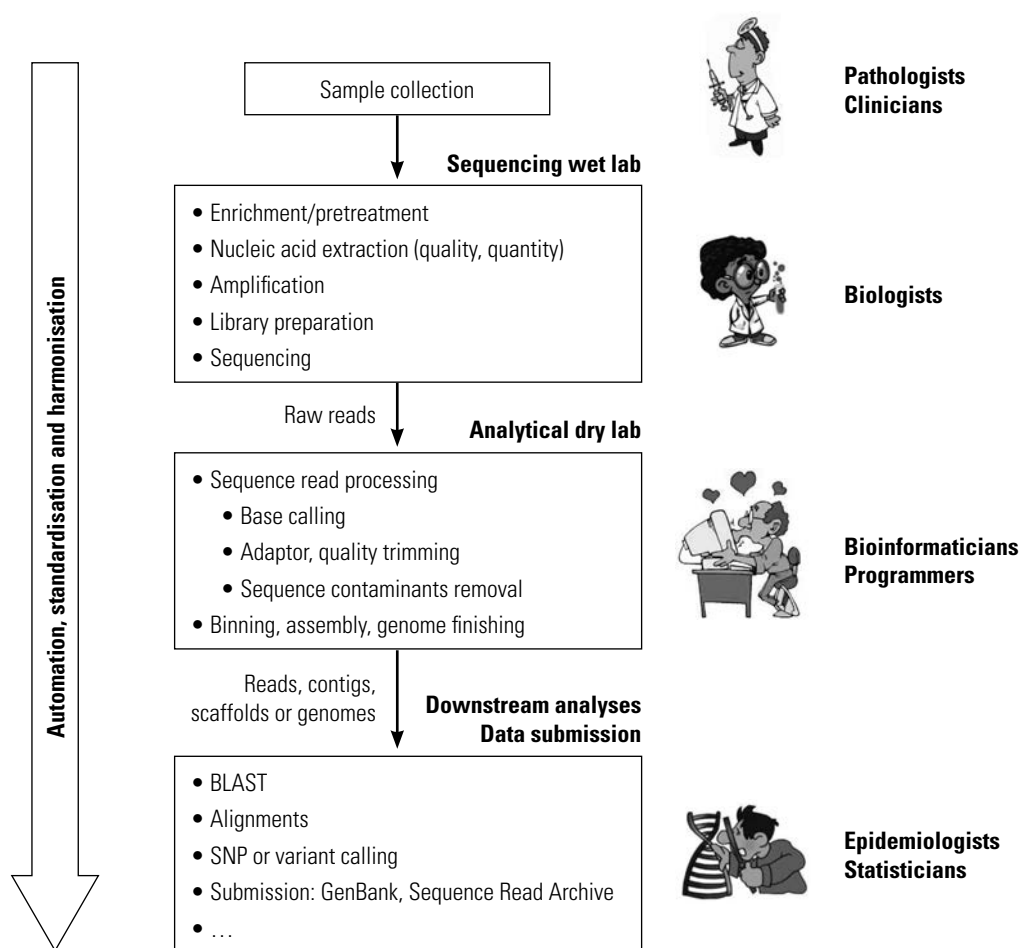 Automation, standardisation and harmonisation
Sample collection
Pathologists
Clinicians
Sequencing wet lab
• Enrichment/pretreatment
• Nucleic acid extraction (quality, quantity)
• Amplification
• Library preparation
• Sequencing
Biologists
Raw reads
Analytical dry lab
• Sequence read processing
• Base calling
• Adaptor, quality trimming
• Sequence contaminants removal
• Binning, assembly, genome finishing
Bioinformaticians
Programmers
Reads, contigs,
scaffolds or genomes
Downstream analyses
Data submission
• BLAST
• Alignments
• SNP or variant calling
• Submission: GenBank, Sequence Read Archive
• …
Epidemiologists
Statisticians